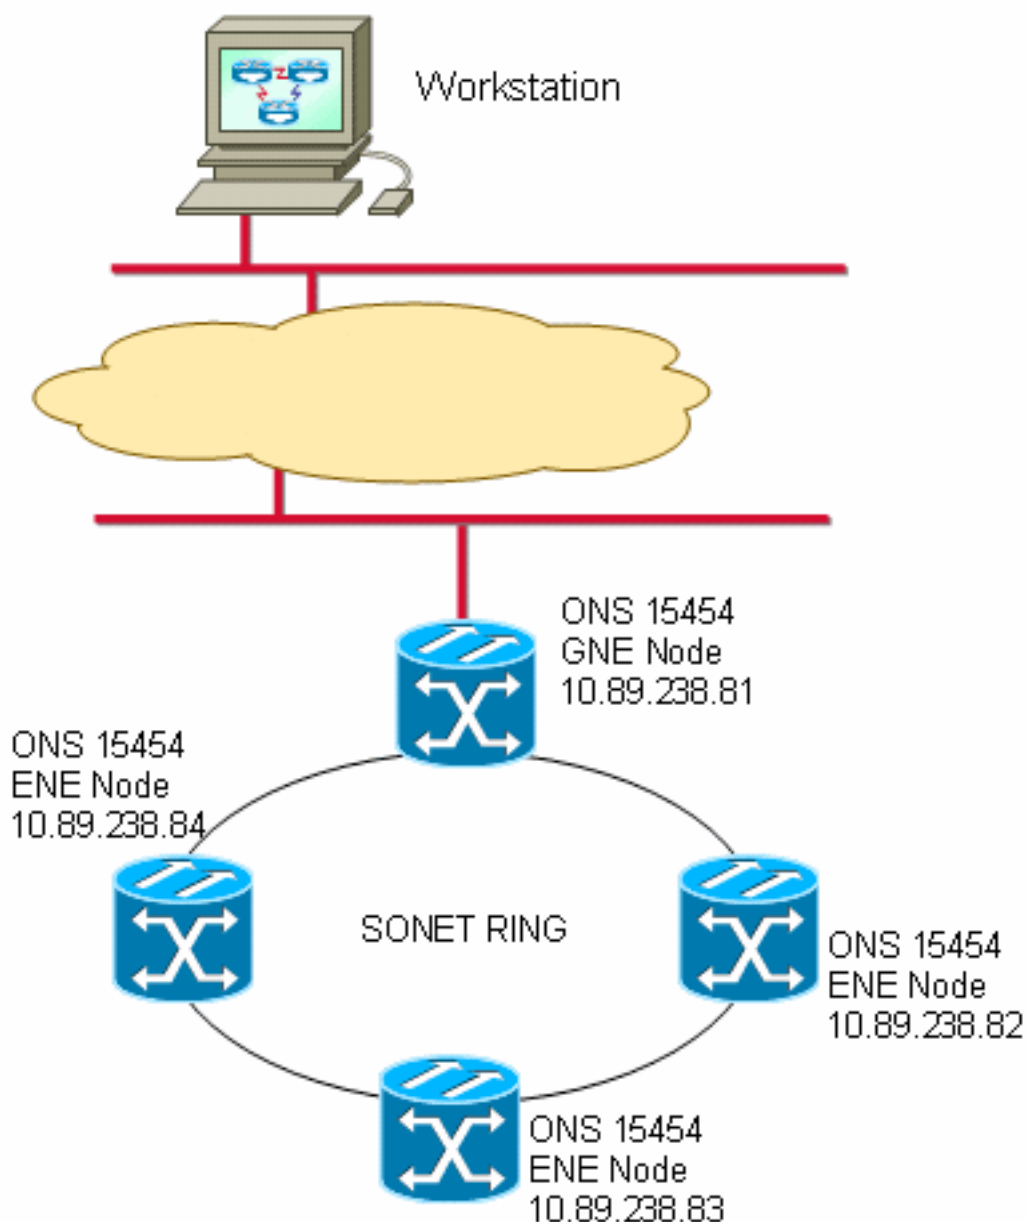 Workstation
ONS 15454
GNE Node
10.89.238.81
ONS 15454
ENE Node
10.89.238.84
SONET RING
ONS 15454
ENE Node
10.89.238.82
ONS 15454
ENE Node
10.89.238.83